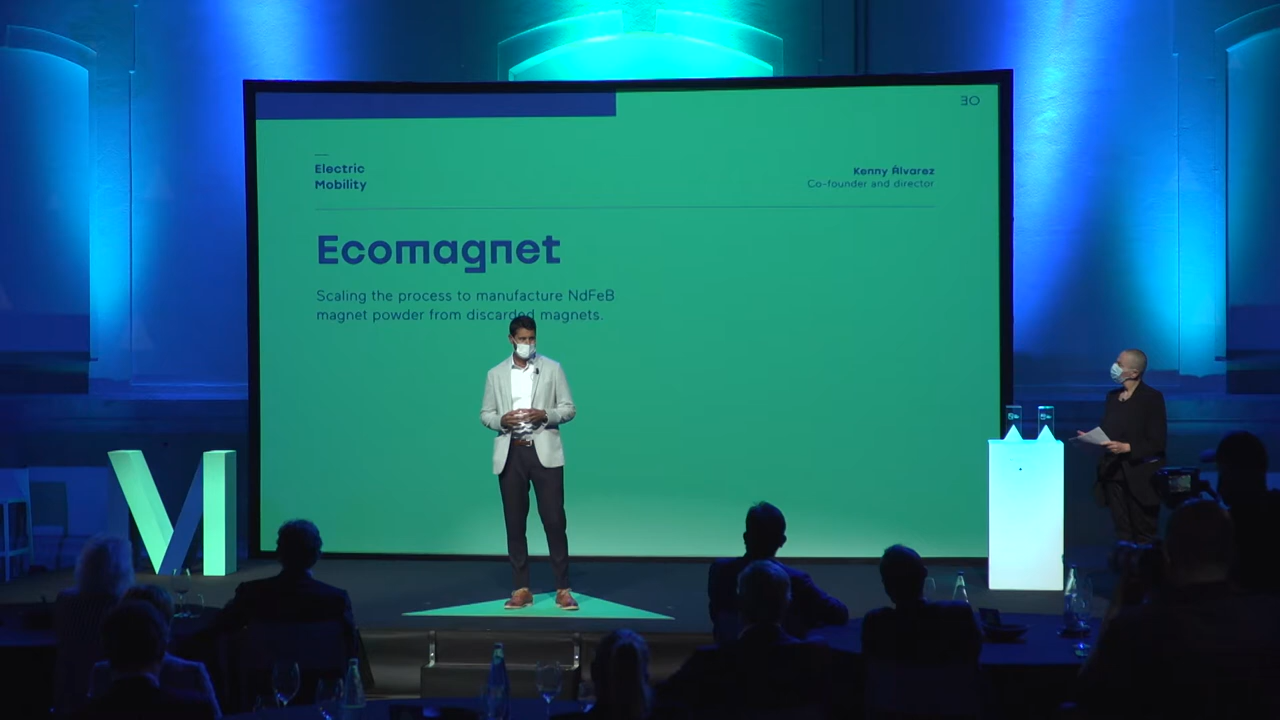 Electric
Mobility
Kenny Álvarez
Co-founder and director
Ecomagnet
Scaling the process to manufacture NdFeB
magnet powder from discarded magnets.